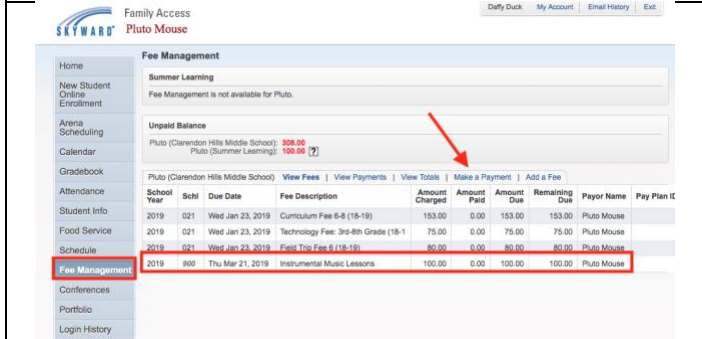 SKYWARD®
Family Access
Pluto Mouse
Daffy Duck My Account Email History Exit
Home
New Student
Online
Enrollment
Arena
Scheduling
Calendar
Gradebook
Attendance
Student Info
Food Service
Schedule
Fee Management
Conferences
Portfolio
Login History
Fee Management
Summer Learning
Fee Management is not available for Pluto.
Unpaid Balance
Pluto (Clarendon Hills Middle School): 308.00
Pluto (Summer Learning): 100.00 [?]
Pluto (Clarendon Hills Middle School) View Fees | View Payments | View Totals | Make a Payment | Add a Fee
School Year Schl Due Date Fee Description Amount Charged Amount Paid Amount Due Remaining Due Payor Name Pay Plan ID
2019 021 Wed Jan 23, 2019 Curriculum Fee 6-8 (18-19) 153.00 0.00 153.00 153.00 Pluto Mouse
2019 021 Wed Jan 23, 2019 Technology Fee: 3rd-8th Grade (18-1 75.00 0.00 75.00 75.00 Pluto Mouse
2019 021 Wed Jan 23, 2019 Field Trip Fee 6 (18-19) 80.00 0.00 80.00 80.00 Pluto Mouse
2019 900 Thu Mar 21, 2019 Instrumental Music Lessons 100.00 0.00 100.00 100.00 Pluto Mouse